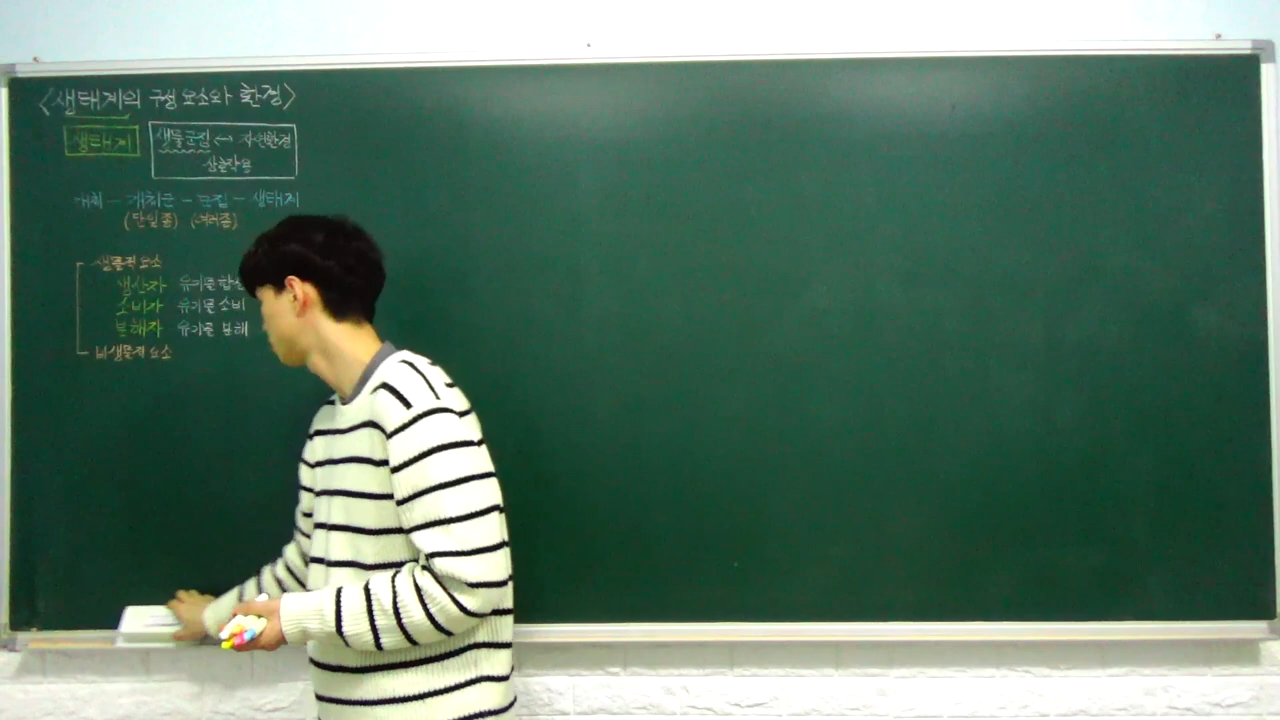 <생태계의 구성 요소와 환경>
생태계 생물군집 ↔ 자연환경
상호작용
개체 - 개체군 - 군집 - 생태계
(단일종) (여러종)
생물적 요소
생산자 유기물 합성
소비자 유기물 소비
분해자 유기물 분해
비생물적 요소